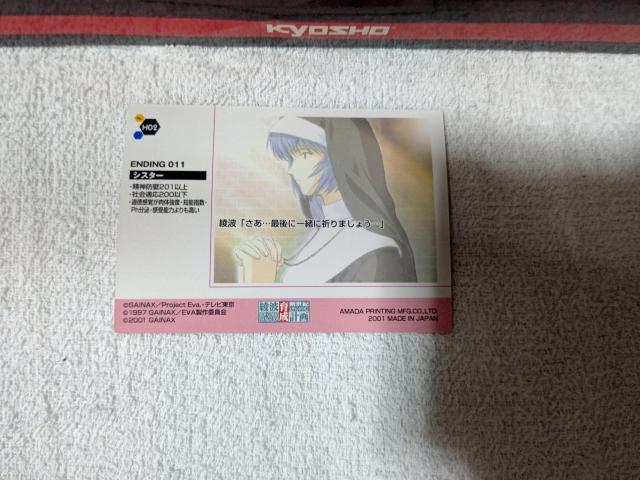 KYOSHO
H02
ENDING 011
シスター
・精神防壁201以上
・社会適応200以下
・道徳感覚が肉体強度・知能指数・
Ph分泌・感受能力よりも高い
綾波「さあ…最後に一緒に祈りましょう…」
©GAINAX／Project Eva.・テレビ東京
©1997 GAINAX／EVA製作委員会
©2001 GAINAX
綾波育成計画
AMADA PRINTING MFG.CO.,LTD.
2001 MADE IN JAPAN